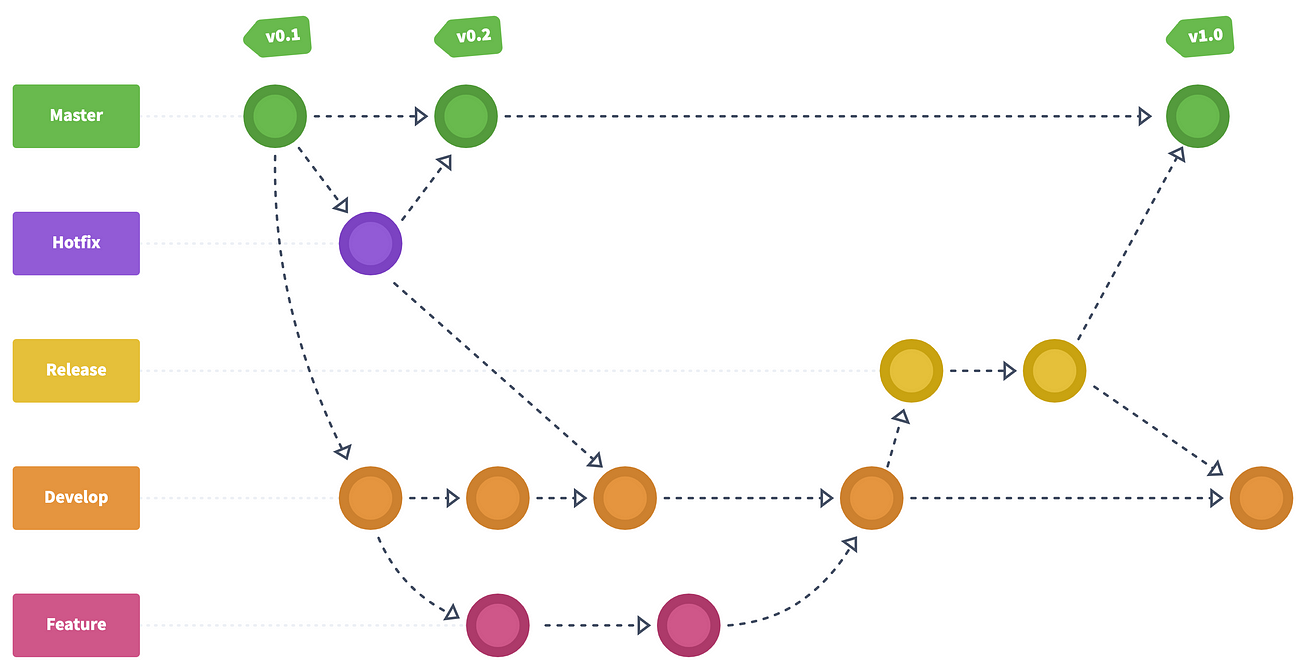 v0.1
v0.2
v1.0
Master
Hotfix
Release
Develop
Feature